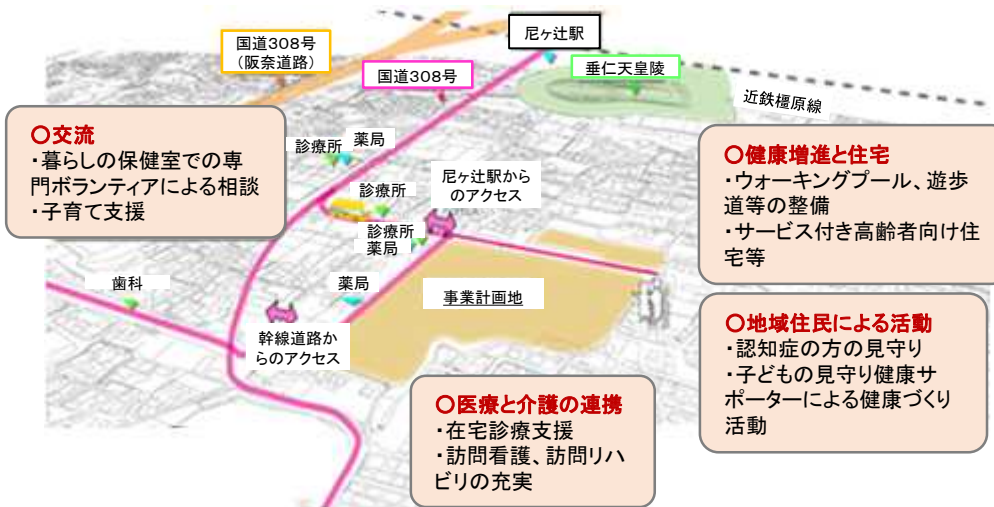 尼ヶ辻駅
国道308号
(阪奈道路)
国道308号
垂仁天皇陵
近鉄橿原線
○交流
・暮らしの保健室での専
門ボランティアによる相談
・子育て支援
診療所
薬局
診療所
尼ヶ辻駅から
のアクセス
診療所
薬局
○健康増進と住宅
・ウォーキングプール、遊歩
道等の整備
・サービス付き高齢者向け住
宅等
歯科
薬局
事業計画地
幹線道路か
らのアクセス
○地域住民による活動
・認知症の方の見守り
・子どもの見守り健康サ
ポーターによる健康づくり
活動
○医療と介護の連携
・在宅診療支援
・訪問看護、訪問リハ
ビリの充実